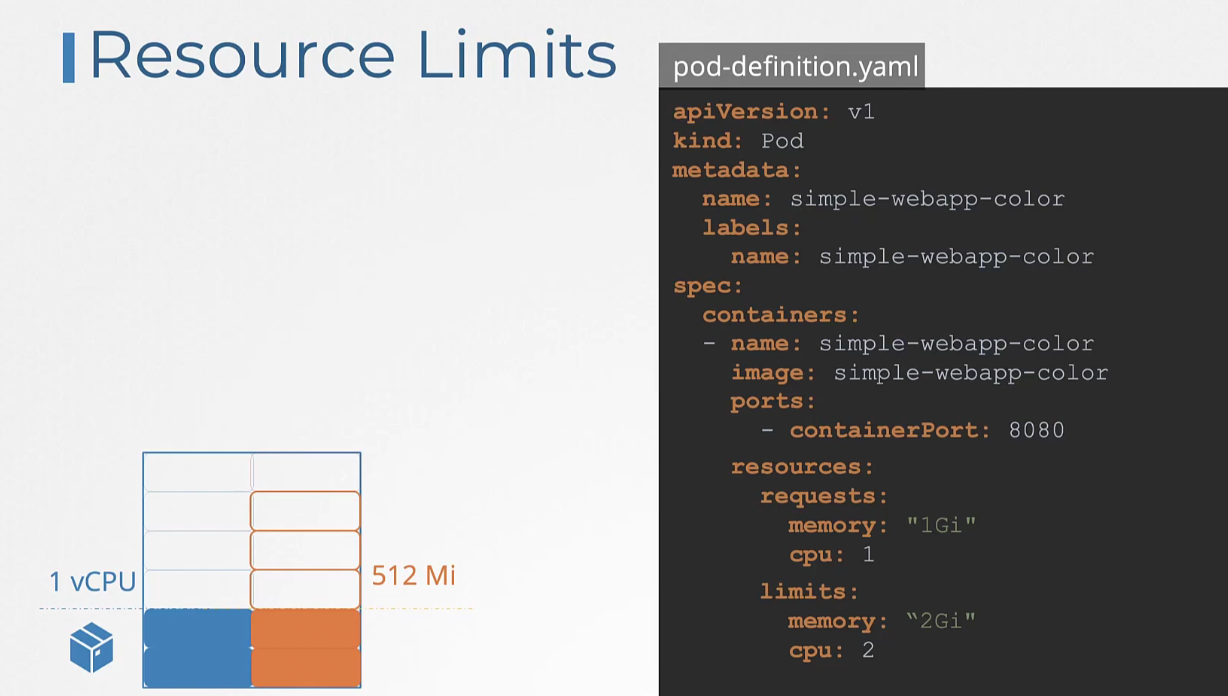 Resource Limits
pod-definition.yaml
apiVersion: v1
kind: Pod
metadata:
  name: simple-webapp-color
  labels:
    name: simple-webapp-color
spec:
  containers:
  - name: simple-webapp-color
    image: simple-webapp-color
    ports:
      - containerPort: 8080
    resources:
      requests:
        memory: "1Gi"
        cpu: 1
      limits:
        memory: “2Gi"
        cpu: 2
1 vCPU
512 Mi